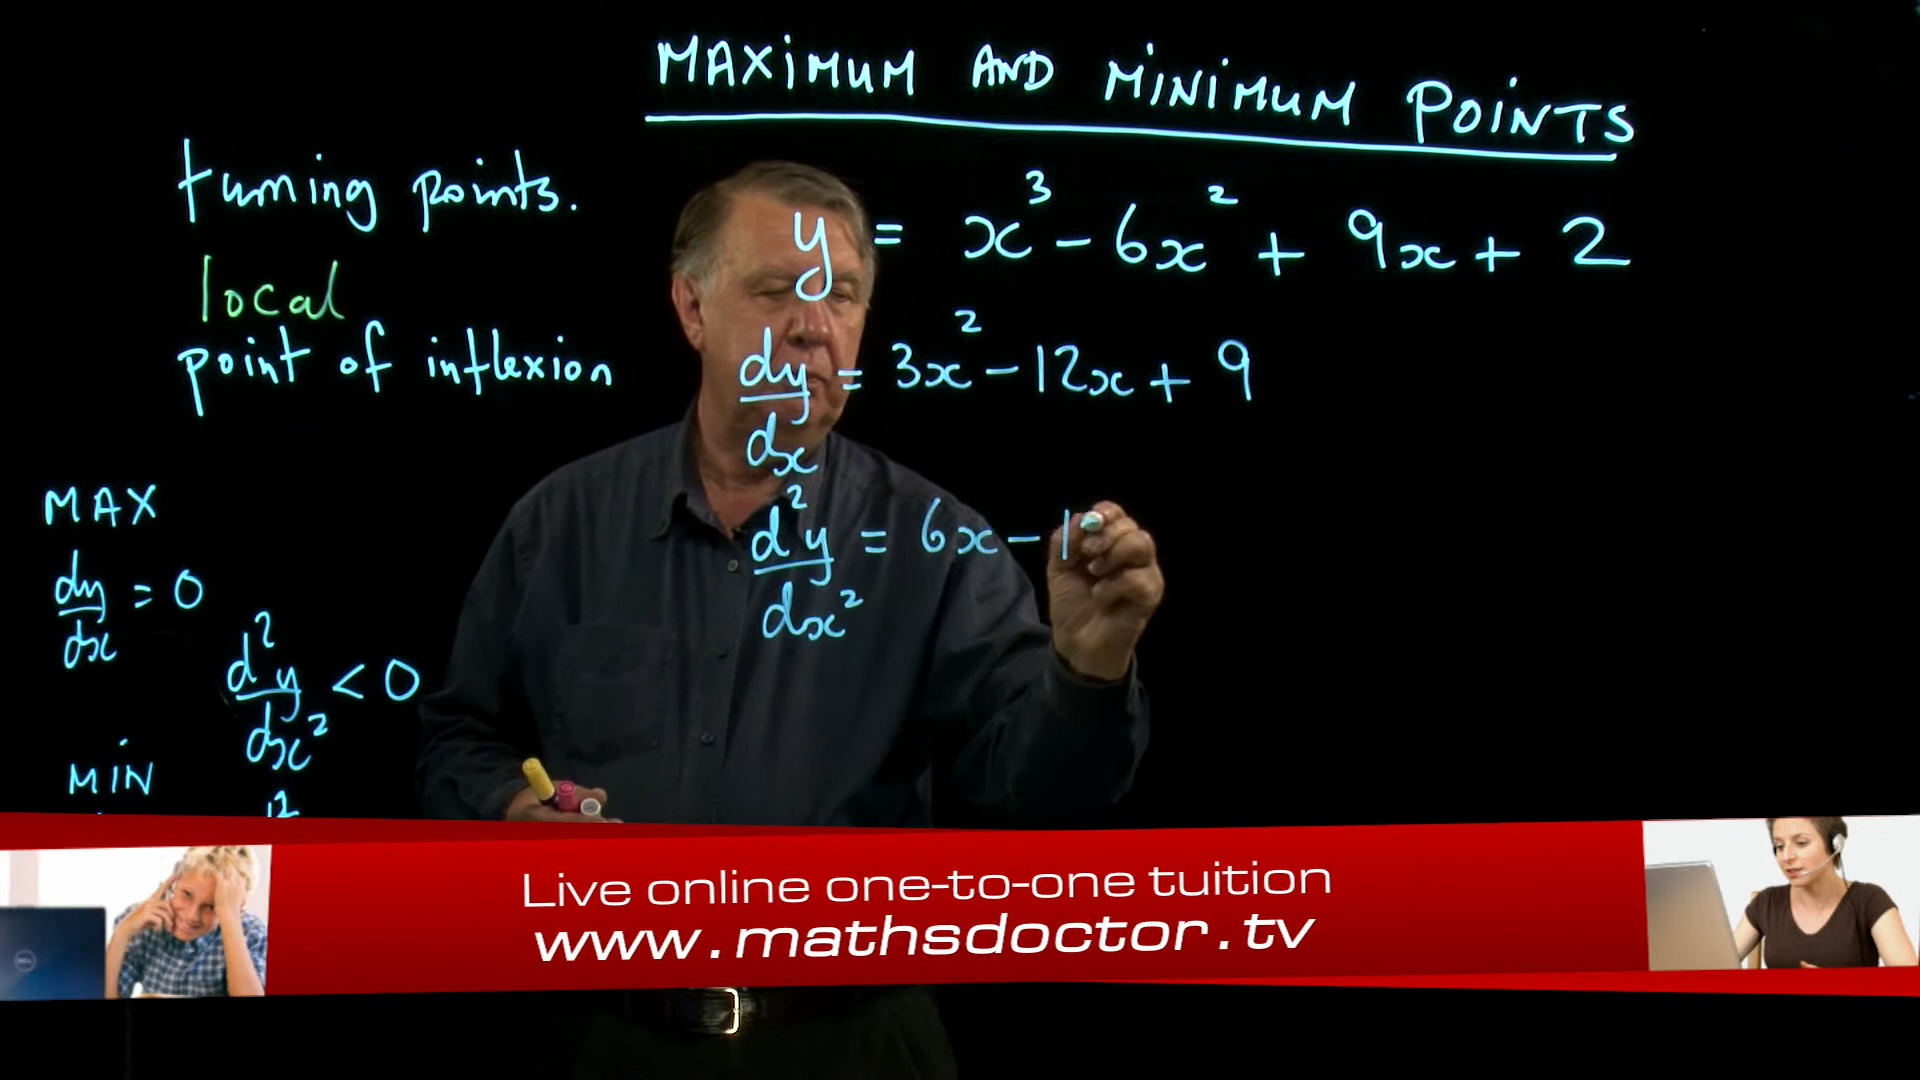 MAXIMUM AND MINIMUM POINTS
turning points.
y = x³ - 6x² + 9x + 2
local
point of inflexion
dy/dx = 3x² - 12x + 9
MAX
d²y/dx² = 6x - 1
dy/dx = 0
d²y/dx² < 0
MIN
Live online one-to-one tuition
www.mathsdoctor.tv